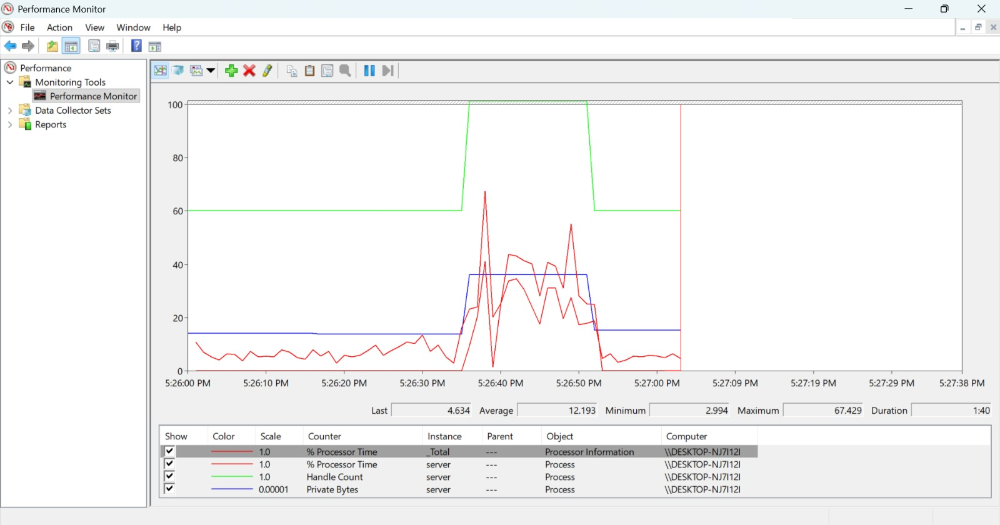 Performance Monitor
File Action View Window Help
Performance
Monitoring Tools
Performance Monitor
Data Collector Sets
Reports
100
80
60
40
20
0
5:26:00 PM 5:26:10 PM 5:26:20 PM 5:26:30 PM 5:26:40 PM 5:26:50 PM 5:27:00 PM 5:27:09 PM 5:27:19 PM 5:27:29 PM 5:27:38 PM
Last 4.634 Average 12.193 Minimum 2.994 Maximum 67.429 Duration 1:40
Show Color Scale Counter Instance Parent Object Computer
1.0 % Processor Time _Total --- Processor Information \\DESKTOP-NJ7I12I
1.0 % Processor Time server --- Process \\DESKTOP-NJ7I12I
1.0 Handle Count server --- Process \\DESKTOP-NJ7I12I
0.00001 Private Bytes server --- Process \\DESKTOP-NJ7I12I